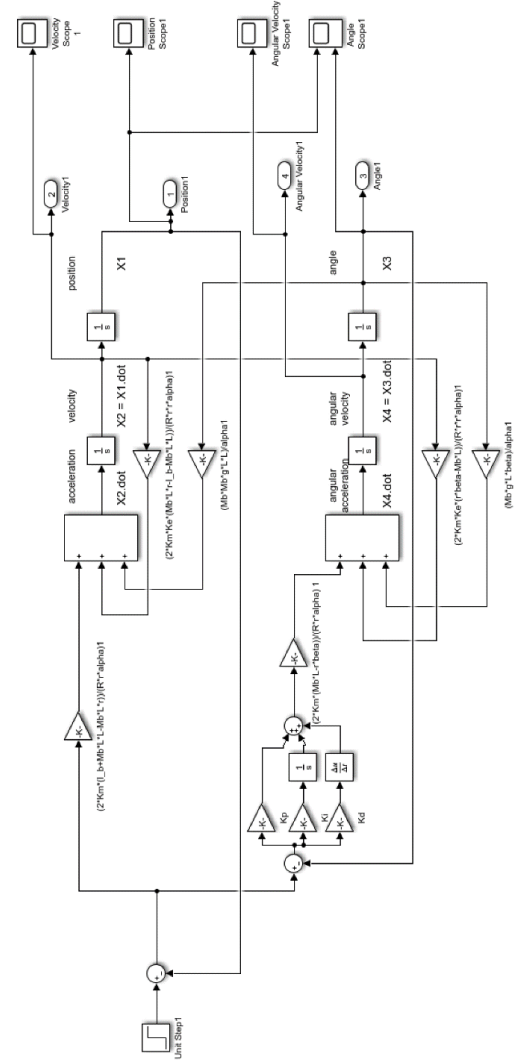 Velocity
Scope
1
Position
Scope1
Angular Velocity
Scope1
Angle
Scope1
2
Velocity1
1
Position1
4
Angular Velocity1
3
Angle1
position
X1
angle
X3
1
s
1
s
velocity
X2 = X1.dot
angular
velocity
X4 = X3.dot
1
s
1
s
acceleration
X2.dot
angular
acceleration
X4.dot
-K-
(2*Km*Ke*(Mb*L*r-I_b-Mb*L*L))/(R*r*r*alpha)1
-K-
(Mb*Mb*g*L*L)/alpha1
-K-
(2*Km*Ke*(r*beta-Mb*L))/(R*r*r*alpha)1
-K-
(Mb*g*L*beta)/alpha1
+
+
+
+
+
+
-K-
(2*Km*(I_b+Mb*L*L-Mb*L*r))/(R*r*alpha)1
-K-
(2*Km*(Mb*L-r*beta))/(R*r*alpha) 1
1
s
Δu
Δt
-K-
Kp
-K-
Ki
-K-
Kd
Unit Step1